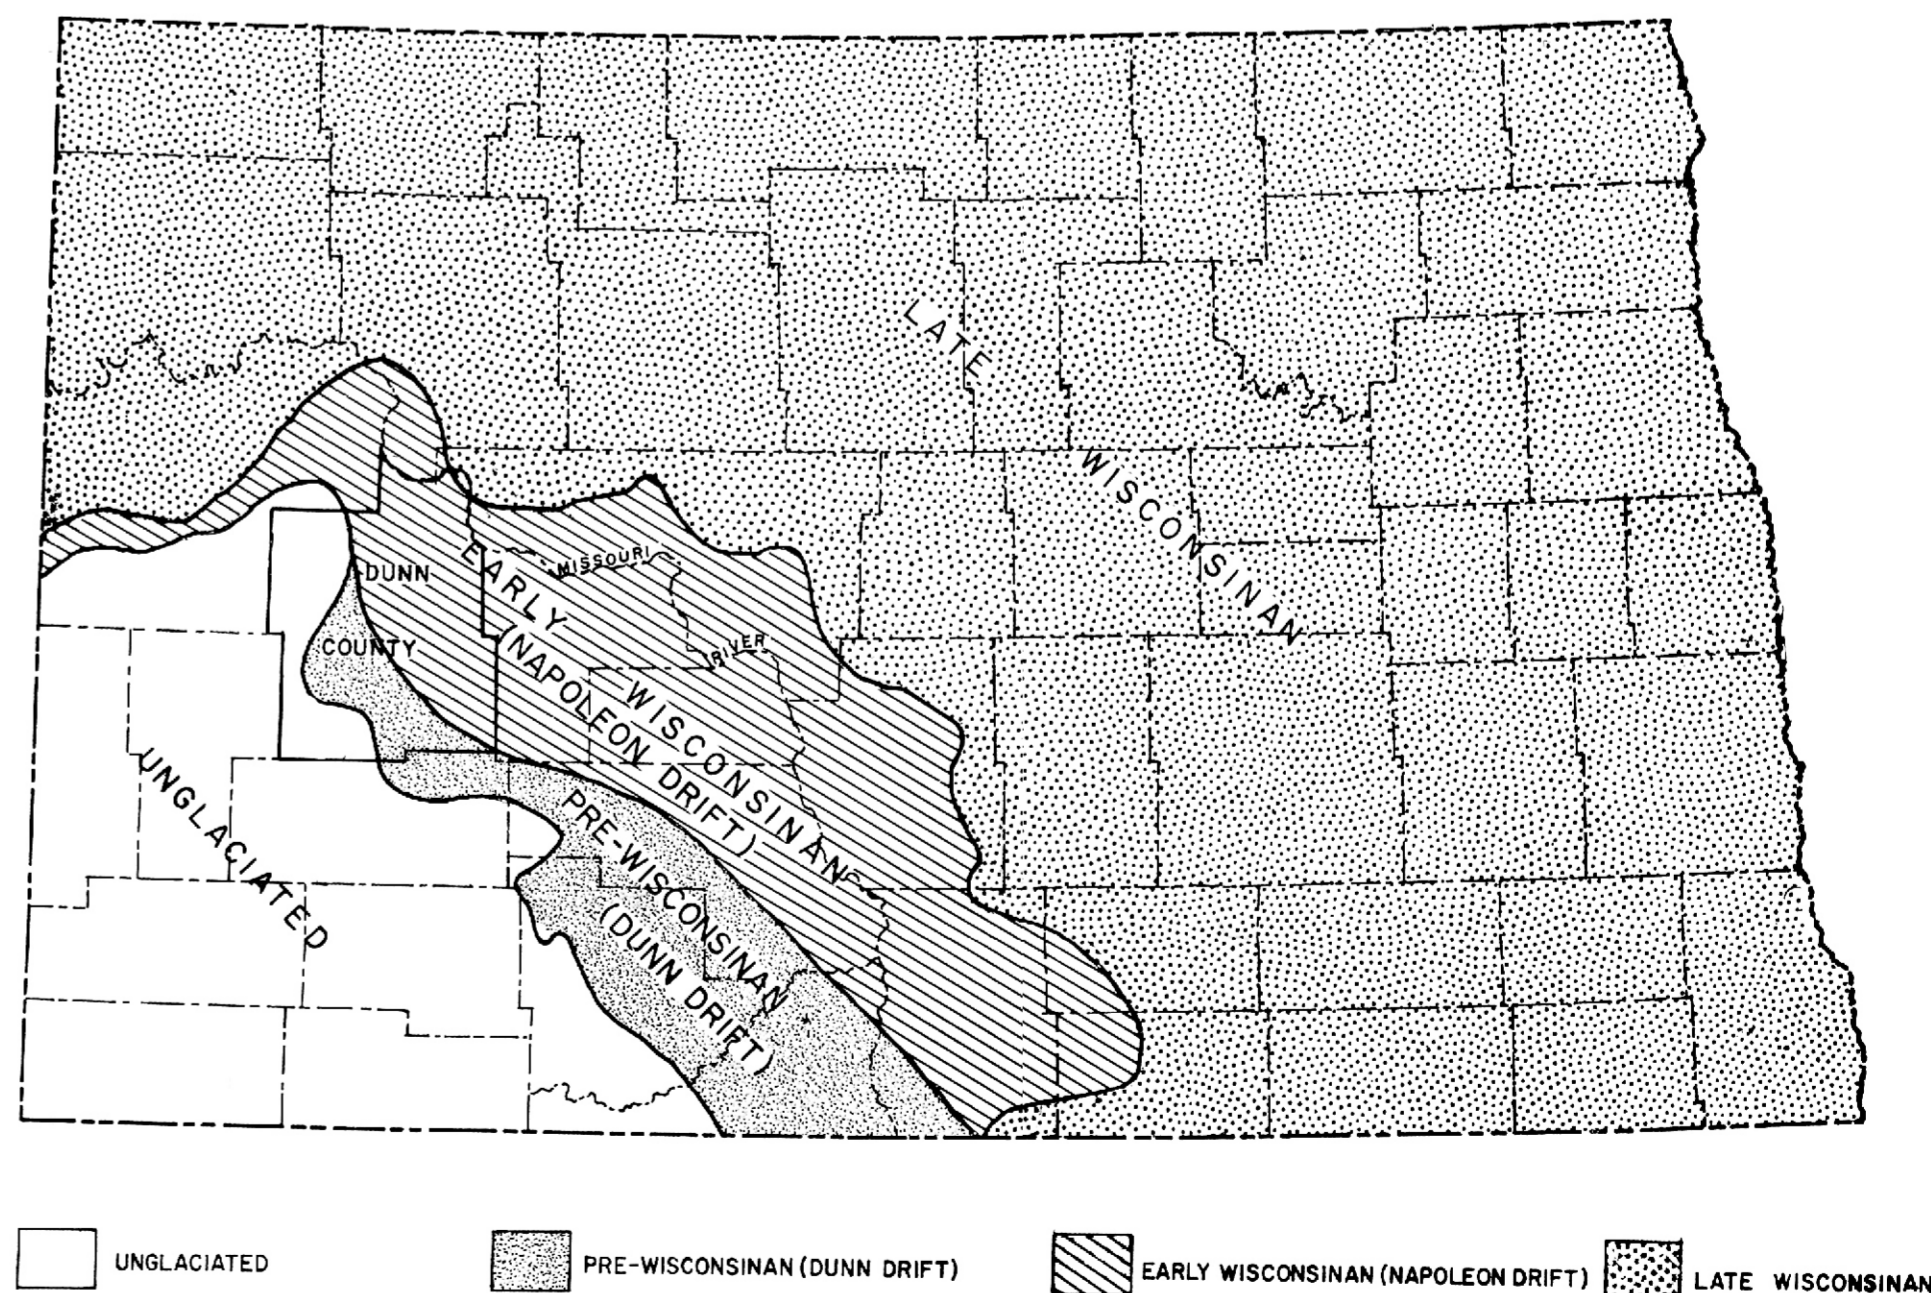 LATE
WISCONSINAN
DUNN
COUNTY
EARLY
WISCONSINAN
(NAPOLEON DRIFT)
MISSOURI
RIVER
PRE-WISCONSINAN
(DUNN DRIFT)
UNGLACIATED
UNGLACIATED
PRE-WISCONSINAN (DUNN DRIFT)
EARLY WISCONSINAN (NAPOLEON DRIFT)
LATE WISCONSINAN